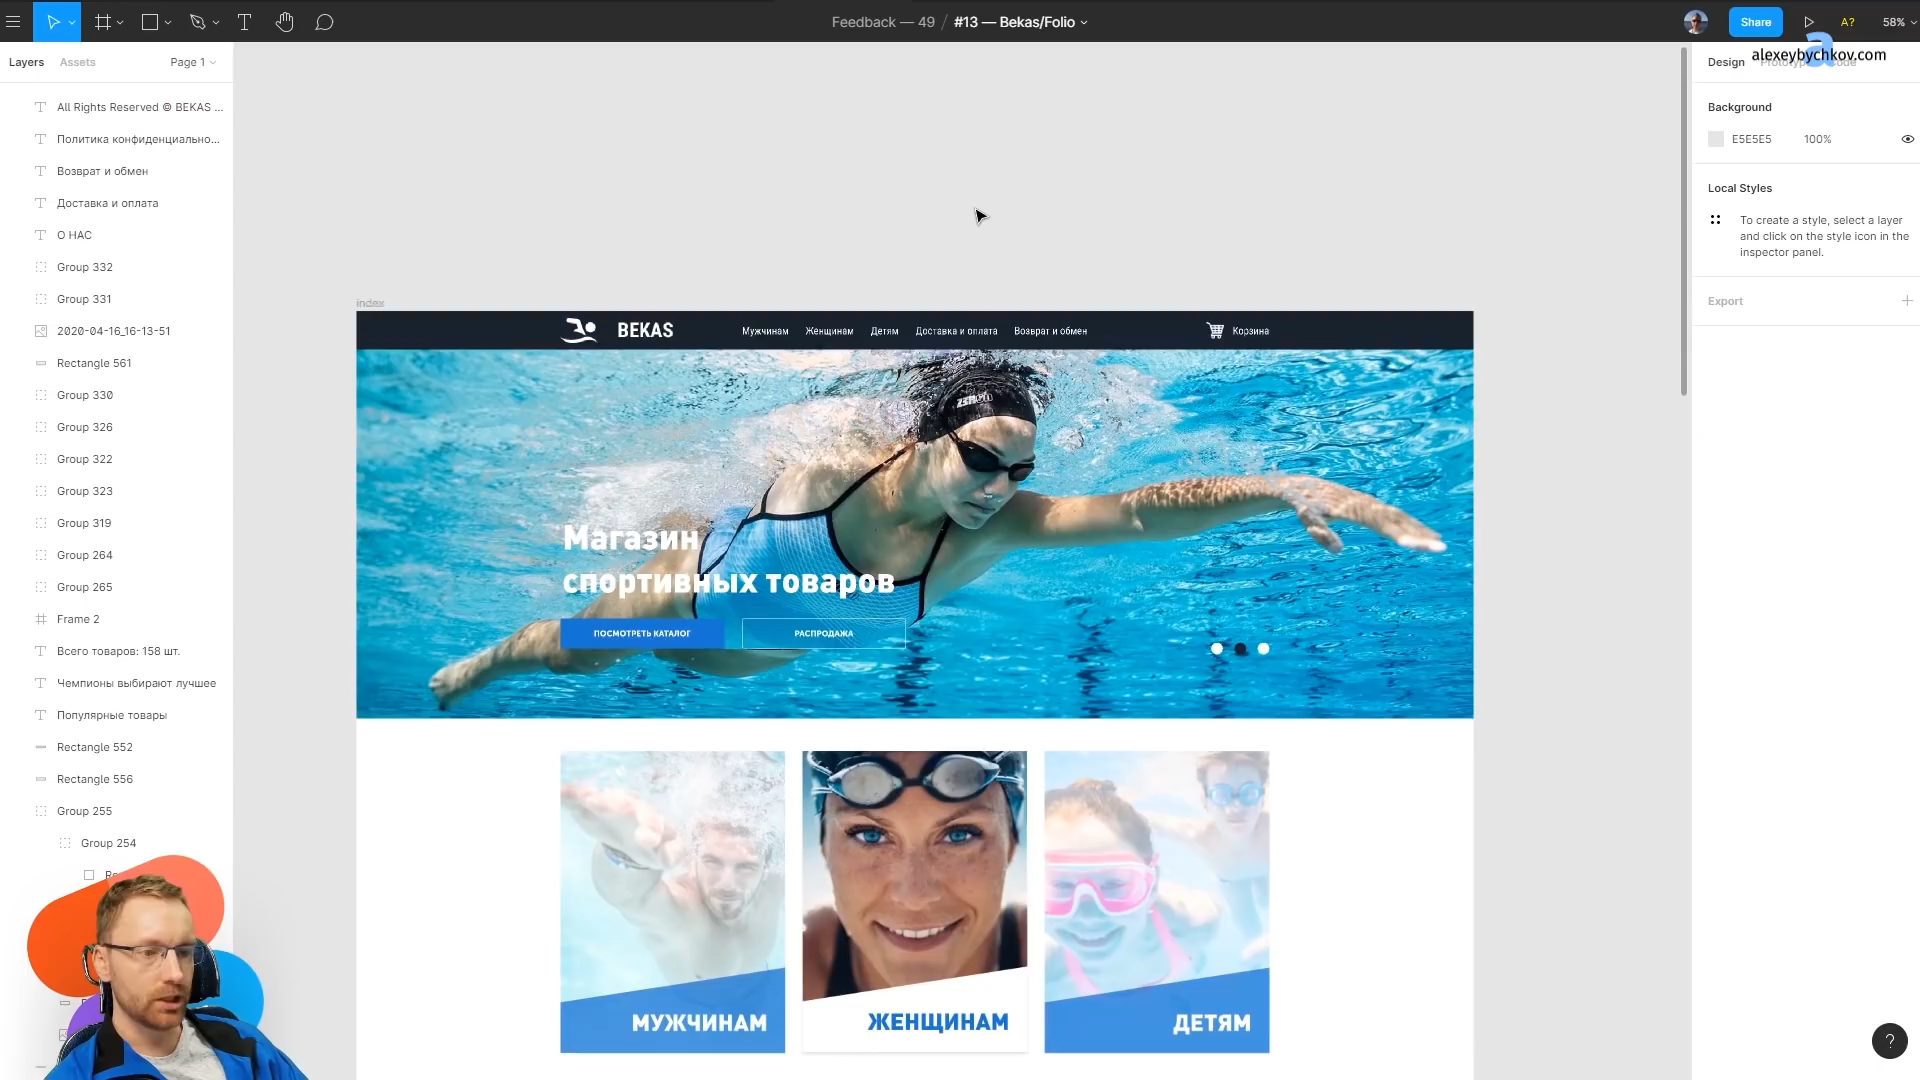 Feedback — 49 / #13 — Bekas/Folio
Share
A?
58%
Layers
Assets
Page 1
alexeybychkov.com
Design
All Rights Reserved © BEKAS ...
Политика конфиденциально...
Возврат и обмен
Доставка и оплата
О НАС
Group 332
Group 331
2020-04-16_16-13-51
Rectangle 561
Group 330
Group 326
Group 322
Group 323
Group 319
Group 264
Group 265
Frame 2
Всего товаров: 158 шт.
Чемпионы выбирают лучшее
Популярные товары
Rectangle 552
Rectangle 556
Group 255
Group 254
index
BEKAS
Мужчинам
Женщинам
Детям
Доставка и оплата
Возврат и обмен
Корзина
Магазин
спортивных товаров
ПОСМОТРЕТЬ КАТАЛОГ
РАСПРОДАЖА
МУЖЧИНАМ
ЖЕНЩИНАМ
ДЕТЯМ
Background
E5E5E5
100%
Local Styles
To create a style, select a layer
and click on the style icon in the
inspector panel.
Export
?